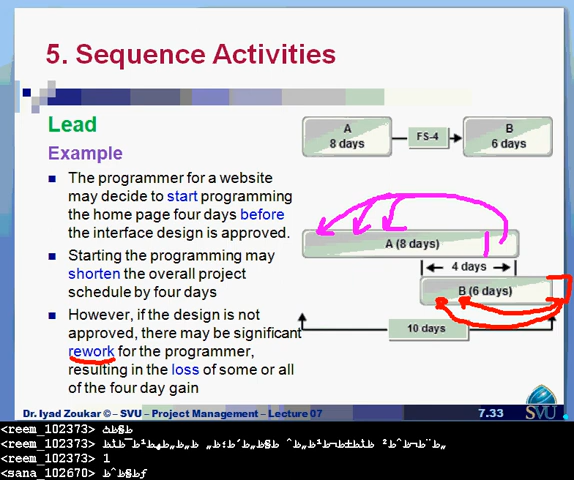 5. Sequence Activities
Lead
Example
The programmer for a website
may decide to start programming
the home page four days before
the interface design is approved.
Starting the programming may
shorten the overall project
schedule by four days
However, if the design is not
approved, there may be significant
rework for the programmer,
resulting in the loss of some or all
of the four day gain
A
8 days
FS-4
B
6 days
A (8 days)
4 days
B (6 days)
10 days
Dr. Iyad Zoukar © – SVU – Project Management – Lecture 07
7.33
SVU
<reem_102373>
<reem_102373>
<reem_102373> 1
<sana_102670>